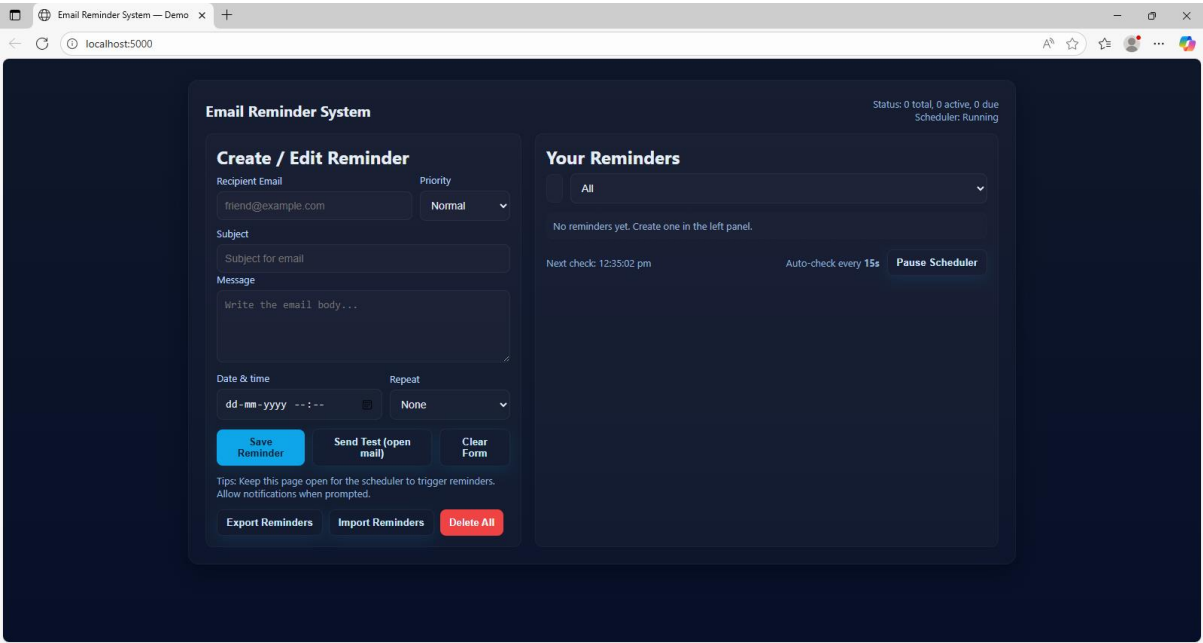 Email Reminder System — Demo
localhost:5000
Email Reminder System
Status: 0 total, 0 active, 0 due
Scheduler: Running
Create / Edit Reminder
Recipient Email
Priority
friend@example.com
Normal
Subject
Subject for email
Message
Write the email body...
Date & time
Repeat
dd-mm-yyyy --:--
None
Save
Reminder
Send Test (open
mail)
Clear
Form
Tips: Keep this page open for the scheduler to trigger reminders.
Allow notifications when prompted.
Export Reminders
Import Reminders
Delete All
Your Reminders
All
No reminders yet. Create one in the left panel.
Next check: 12:35:02 pm
Auto-check every 15s
Pause Scheduler